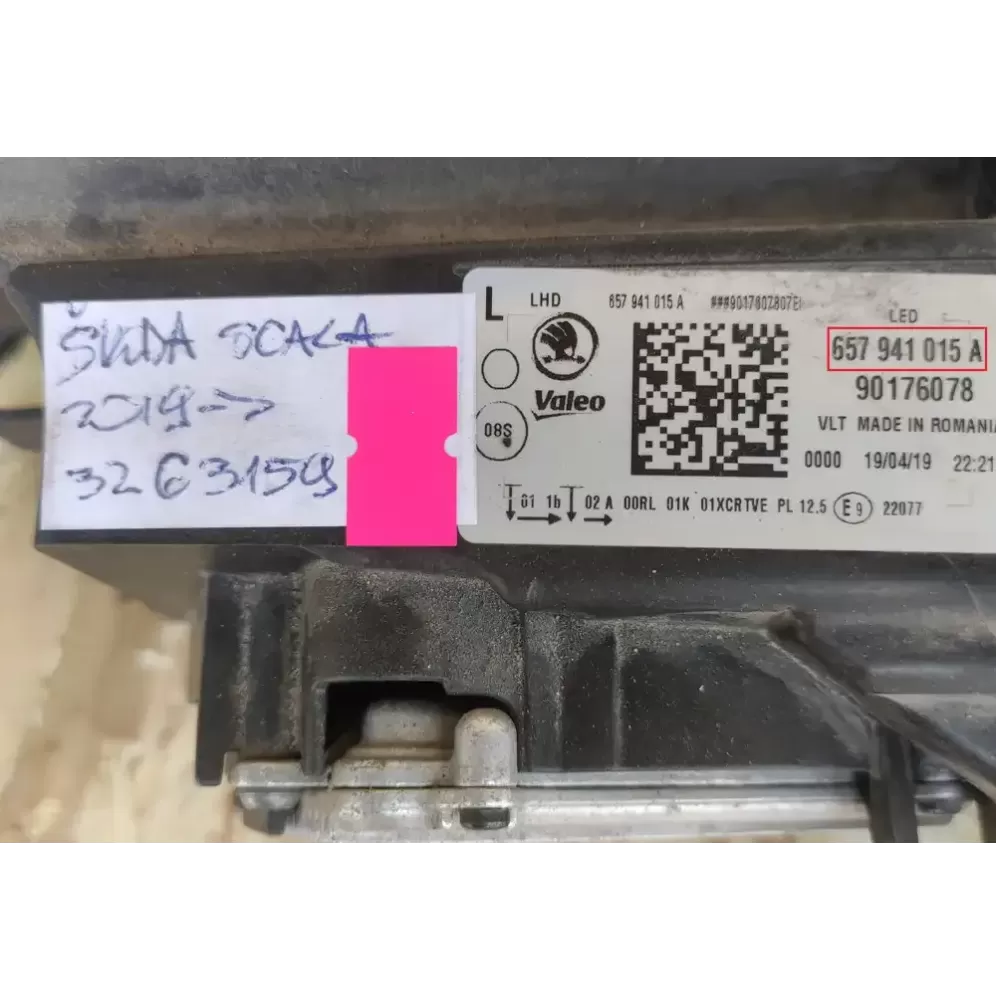 ŠKODA SCALA
2019->
3263159
L LHD 657 941 015 A ###9017607807E
LED
657 941 015 A
90176078
Valeo
08S
VLT MADE IN ROMANIA
0000 19/04/19 22:21
01 1b 02 A 00RL 01K 01XCRTVE PL 12.5 E9 22077